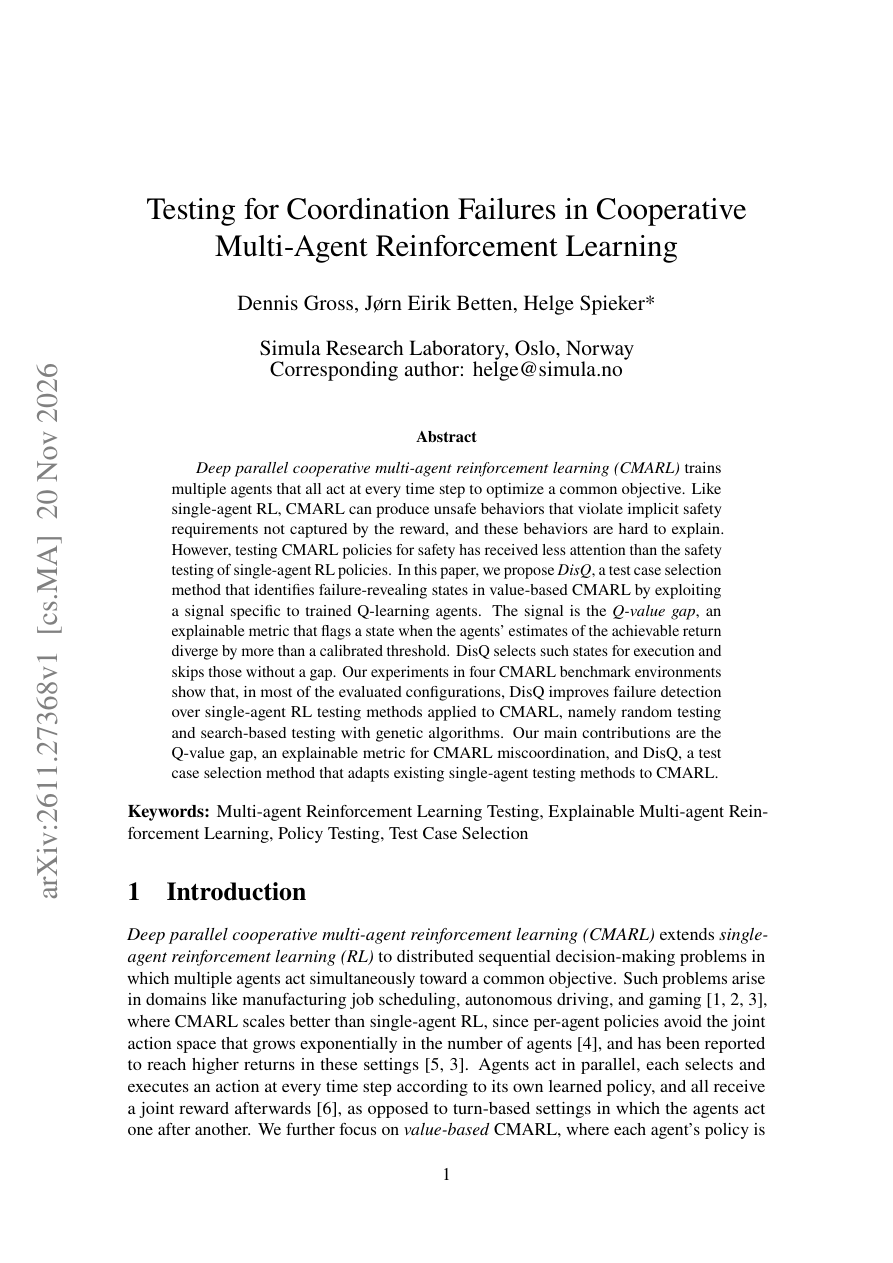 Testing for Coordination Failures in Cooperative
Multi-Agent Reinforcement Learning
Dennis Gross, Jørn Eirik Betten, Helge Spieker*
Simula Research Laboratory, Oslo, Norway
Corresponding author: helge@simula.no
arXiv:2611.27368v1 [cs.MA] 20 Nov 2026
Abstract
Deep parallel cooperative multi-agent reinforcement learning (CMARL) trains
multiple agents that all act at every time step to optimize a common objective. Like
single-agent RL, CMARL can produce unsafe behaviors that violate implicit safety
requirements not captured by the reward, and these behaviors are hard to explain.
However, testing CMARL policies for safety has received less attention than the safety
testing of single-agent RL policies. In this paper, we propose DisQ, a test case selection
method that identifies failure-revealing states in value-based CMARL by exploiting
a signal specific to trained Q-learning agents. The signal is the Q-value gap, an
explainable metric that flags a state when the agents' estimates of the achievable return
diverge by more than a calibrated threshold. DisQ selects such states for execution and
skips those without a gap. Our experiments in four CMARL benchmark environments
show that, in most of the evaluated configurations, DisQ improves failure detection
over single-agent RL testing methods applied to CMARL, namely random testing
and search-based testing with genetic algorithms. Our main contributions are the
Q-value gap, an explainable metric for CMARL miscoordination, and DisQ, a test
case selection method that adapts existing single-agent testing methods to CMARL.
Keywords: Multi-agent Reinforcement Learning Testing, Explainable Multi-agent Rein-
forcement Learning, Policy Testing, Test Case Selection
1 Introduction
Deep parallel cooperative multi-agent reinforcement learning (CMARL) extends single-
agent reinforcement learning (RL) to distributed sequential decision-making problems in
which multiple agents act simultaneously toward a common objective. Such problems arise
in domains like manufacturing job scheduling, autonomous driving, and gaming [1, 2, 3],
where CMARL scales better than single-agent RL, since per-agent policies avoid the joint
action space that grows exponentially in the number of agents [4], and has been reported
to reach higher returns in these settings [5, 3]. Agents act in parallel, each selects and
executes an action at every time step according to its own learned policy, and all receive
a joint reward afterwards [6], as opposed to turn-based settings in which the agents act
one after another. We further focus on value-based CMARL, where each agent's policy is
1